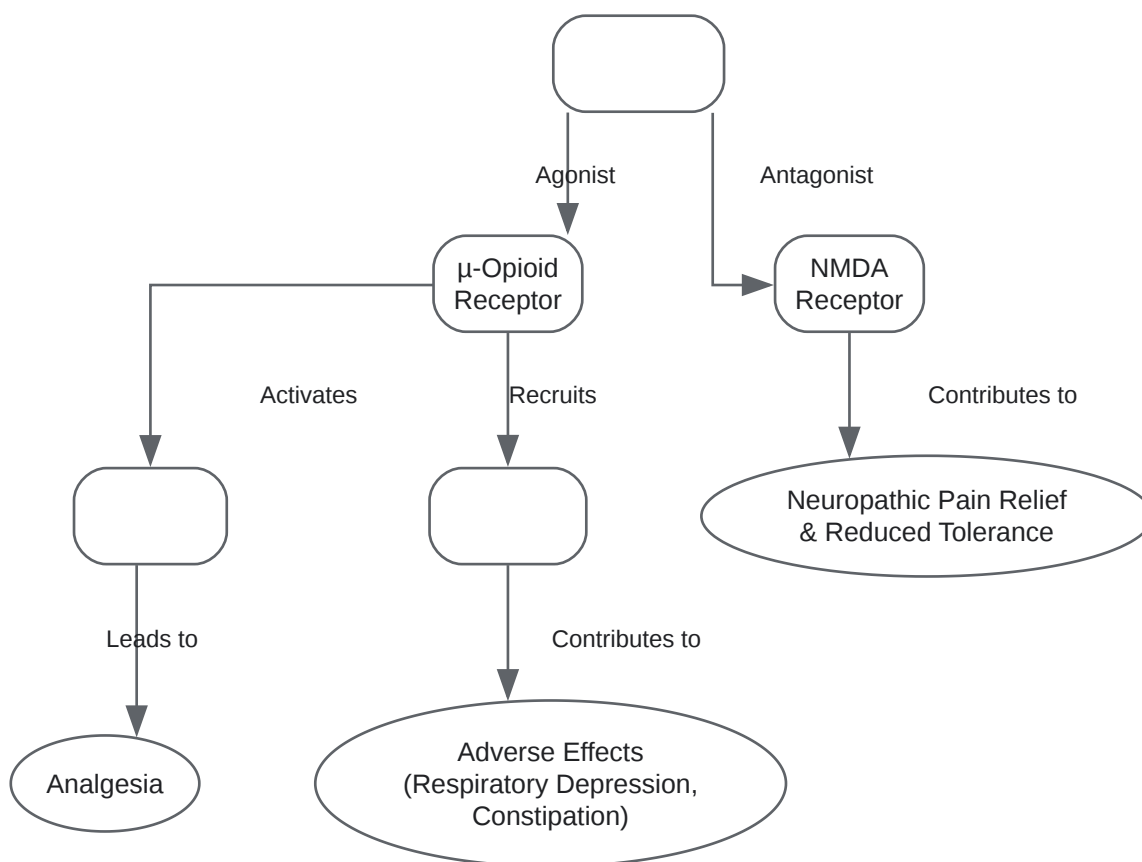 Agonist
Antagonist
μ-Opioid
Receptor
NMDA
Receptor
Activates
Recruits
Contributes to
Neuropathic Pain Relief
& Reduced Tolerance
Leads to
Contributes to
Analgesia
Adverse Effects
(Respiratory Depression,
Constipation)